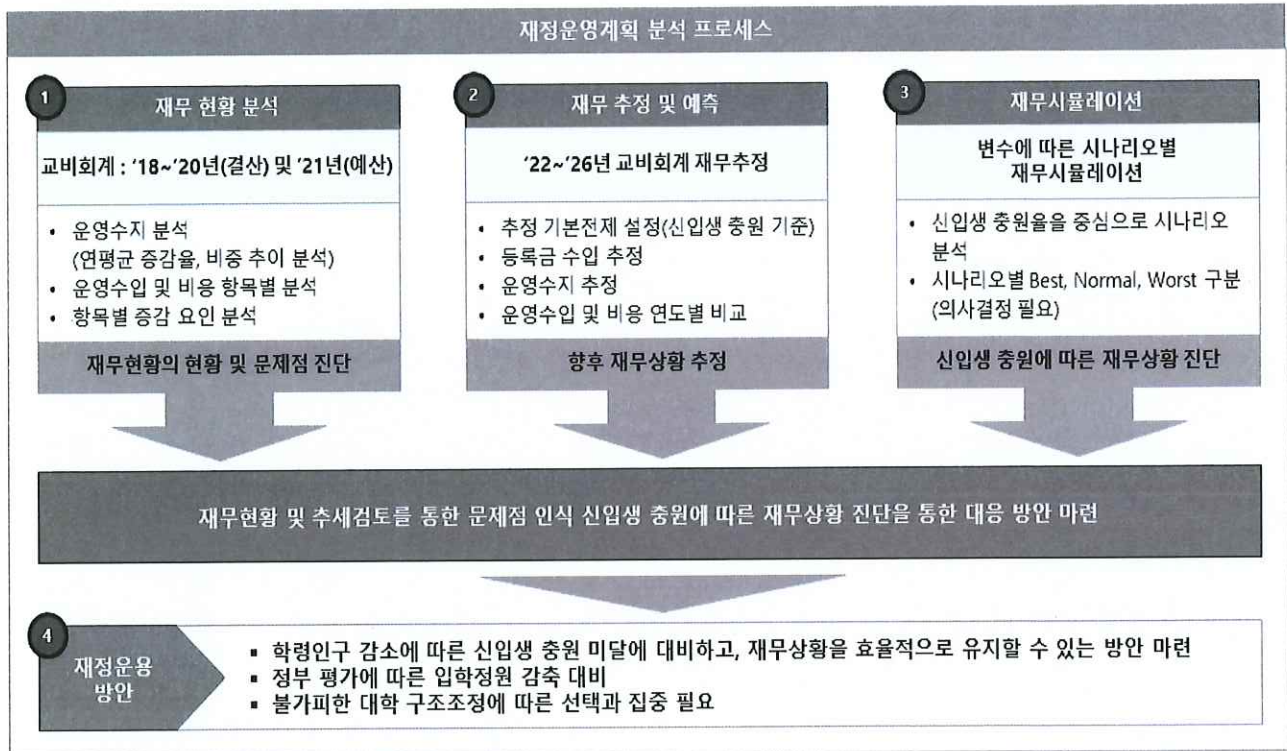 재정운영계획 분석 프로세스
1
재무 현황 분석
교비회계 : '18~'20년(결산) 및 '21년(예산)
• 운영수지 분석
(연평균 증감율, 비중 추이 분석)
• 운영수입 및 비용 항목별 분석
• 항목별 증감 요인 분석
재무현황의 현황 및 문제점 진단
2
재무 추정 및 예측
'22~'26년 교비회계 재무추정
• 추정 기본전제 설정(신입생 충원 기준)
• 등록금 수입 추정
• 운영수지 추정
• 운영수입 및 비용 연도별 비교
향후 재무상황 추정
3
재무시뮬레이션
변수에 따른 시나리오별
재무시뮬레이션
• 신입생 충원율을 중심으로 시나리오
분석
• 시나리오별 Best, Normal, Worst 구분
(의사결정 필요)
신입생 충원에 따른 재무상황 진단
재무현황 및 추세검토를 통한 문제점 인식 신입생 충원에 따른 재무상황 진단을 통한 대응 방안 마련
4
재정운용
방안
▪ 학령인구 감소에 따른 신입생 충원 미달에 대비하고, 재무상황을 효율적으로 유지할 수 있는 방안 마련
▪ 정부 평가에 따른 입학정원 감축 대비
▪ 불가피한 대학 구조조정에 따른 선택과 집중 필요